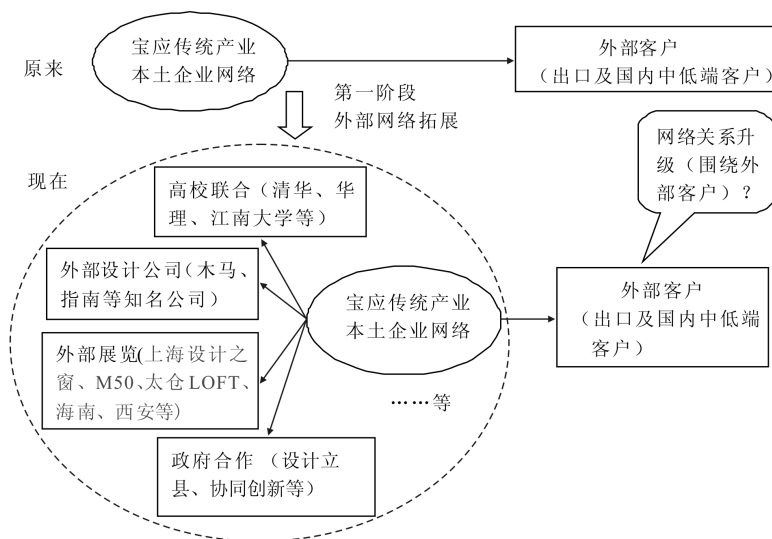 原来
宝应传统产业
本土企业网络
外部客户
（出口及国内中低端客户）
第一阶段
外部网络拓展
网络关系升
级（围绕外
部客户）？
现在
高校联合（清华、华
理、江南大学等）
外部设计公司（木马、
指南等知名公司）
宝应传统产业
本土企业网络
外部客户
（出口及国内中低端
客户）
外部展览(上海设计之
窗、M50、太仓LOFT、
海南、西安等)
……等
政府合作 （设计立
县、协同创新等）